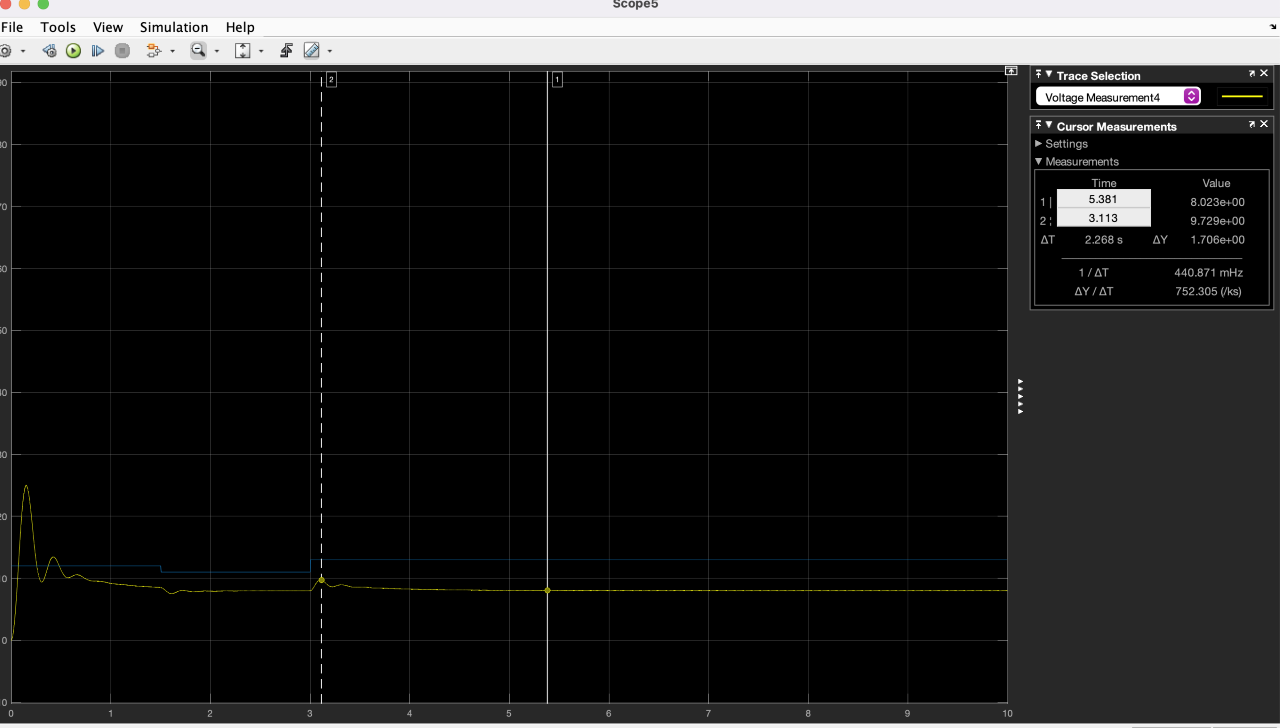 Scope5
File Tools View Simulation Help
2
1
Trace Selection
Voltage Measurement4
Cursor Measurements
Settings
Measurements
Time Value
1 | 5.381 8.023e+00
2 ¦ 3.113 9.729e+00
ΔT 2.268 s ΔY 1.706e+00
1 / ΔT 440.871 mHz
ΔY / ΔT 752.305 (/ks)
0
0 1 2 3 4 5 6 7 8 9 10